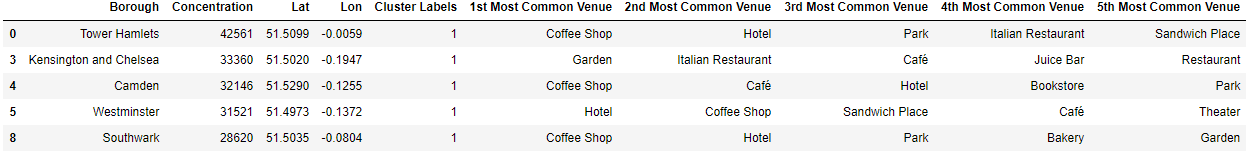 Borough Concentration Lat Lon Cluster Labels 1st Most Common Venue 2nd Most Common Venue 3rd Most Common Venue 4th Most Common Venue 5th Most Common Venue
0 Tower Hamlets 42561 51.5099 -0.0059 1 Coffee Shop Hotel Park Italian Restaurant Sandwich Place
3 Kensington and Chelsea 33360 51.5020 -0.1947 1 Garden Italian Restaurant Café Juice Bar Restaurant
4 Camden 32146 51.5290 -0.1255 1 Coffee Shop Café Hotel Bookstore Park
5 Westminster 31521 51.4973 -0.1372 1 Hotel Coffee Shop Sandwich Place Café Theater
8 Southwark 28620 51.5035 -0.0804 1 Coffee Shop Hotel Park Bakery Garden